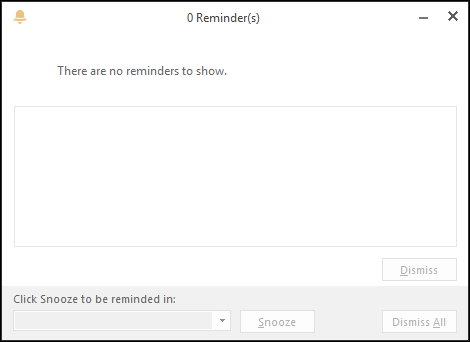 0 Reminder(s)
There are no reminders to show.
Dismiss
Click Snooze to be reminded in:
Snooze
Dismiss All